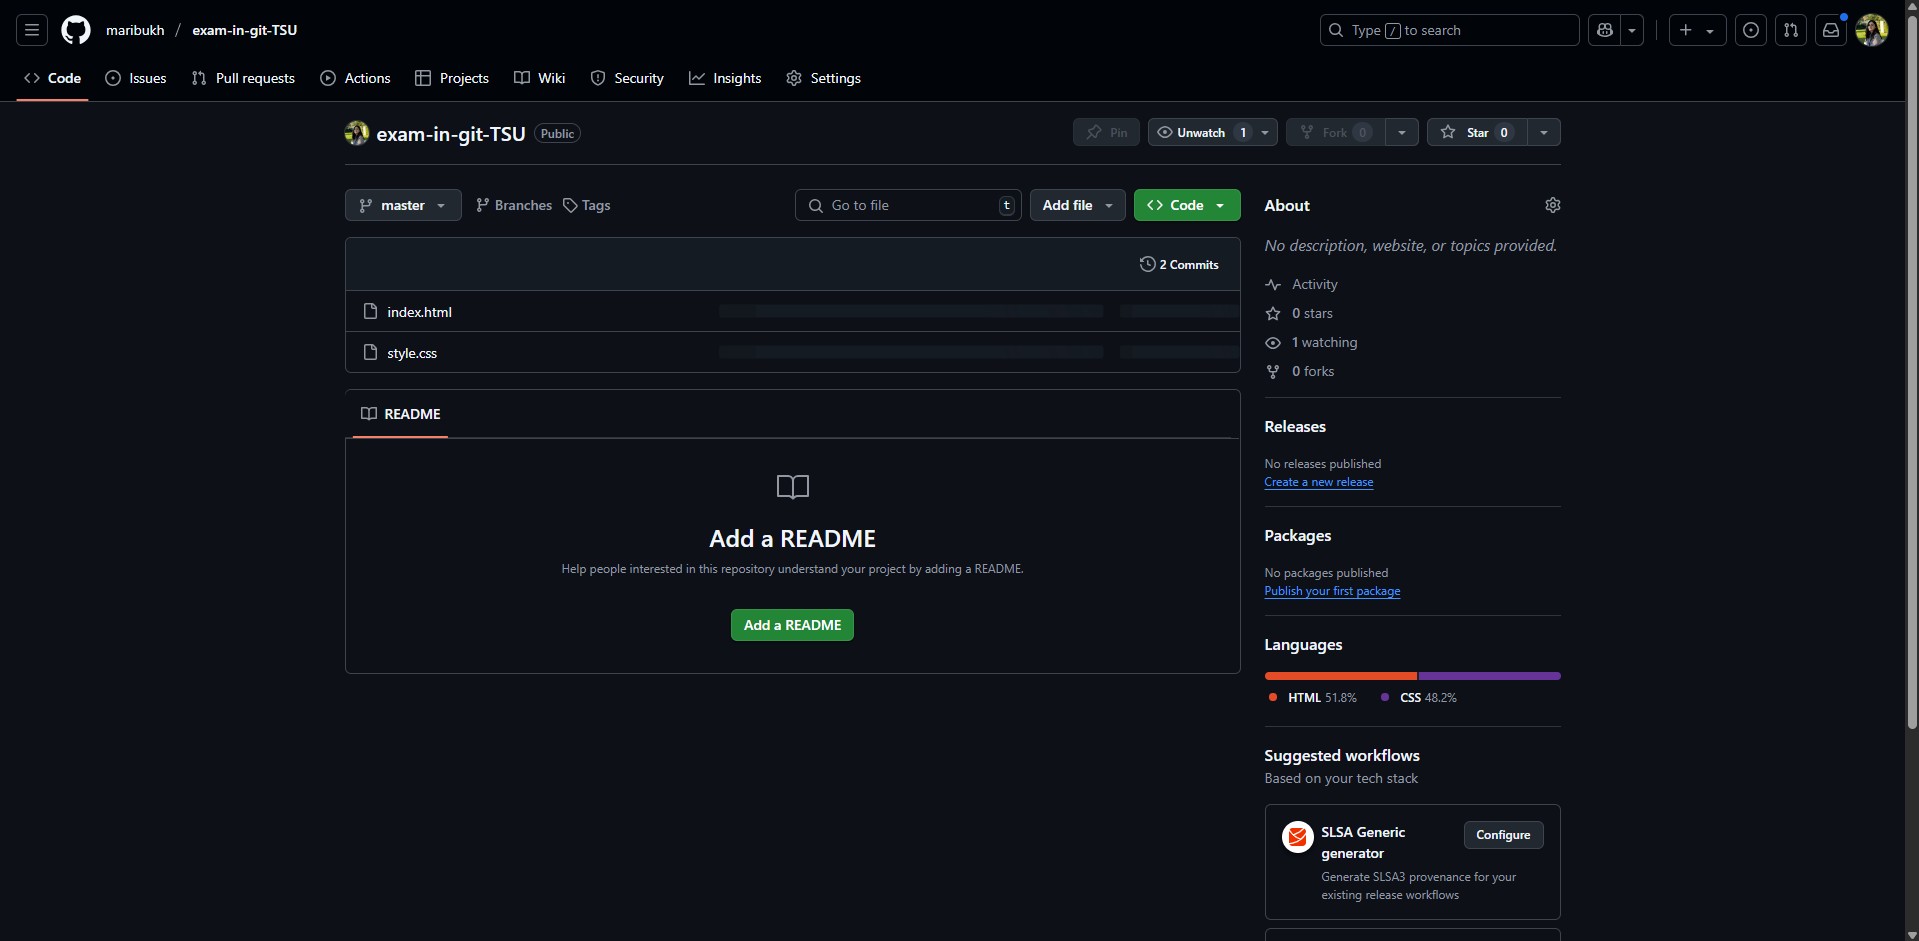 maribukh / exam-in-git-TSU
Type / to search
Code
Issues
Pull requests
Actions
Projects
Wiki
Security
Insights
Settings
exam-in-git-TSU Public
Pin
Unwatch 1
Fork 0
Star 0
master
Branches
Tags
Go to file t
Add file
Code
2 Commits
index.html
style.css
README
Add a README
Help people interested in this repository understand your project by adding a README.
Add a README
About
No description, website, or topics provided.
Activity
0 stars
1 watching
0 forks
Releases
No releases published
Create a new release
Packages
No packages published
Publish your first package
Languages
HTML 51.8%
CSS 48.2%
Suggested workflows
Based on your tech stack
SLSA Generic
generator
Configure
Generate SLSA3 provenance for your
existing release workflows